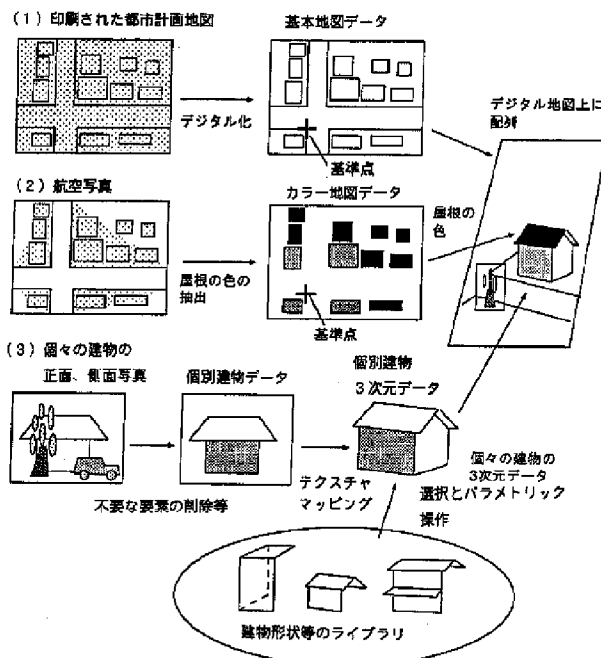 (1) 印刷された都市計画地図
基本地図データ
デジタル化
基準点
デジタル地図上に
配列
(2) 航空写真
カラー地図データ
屋根の
色
屋根の色の
抽出
基準点
(3) 個々の建物の
正面、側面写真
個別建物データ
個別建物
3次元データ
不要な要素の削除等
テクスチャ
マッピング
個々の建物の
3次元データ
選択とパラメトリック
操作
建物形状等のライブラリ